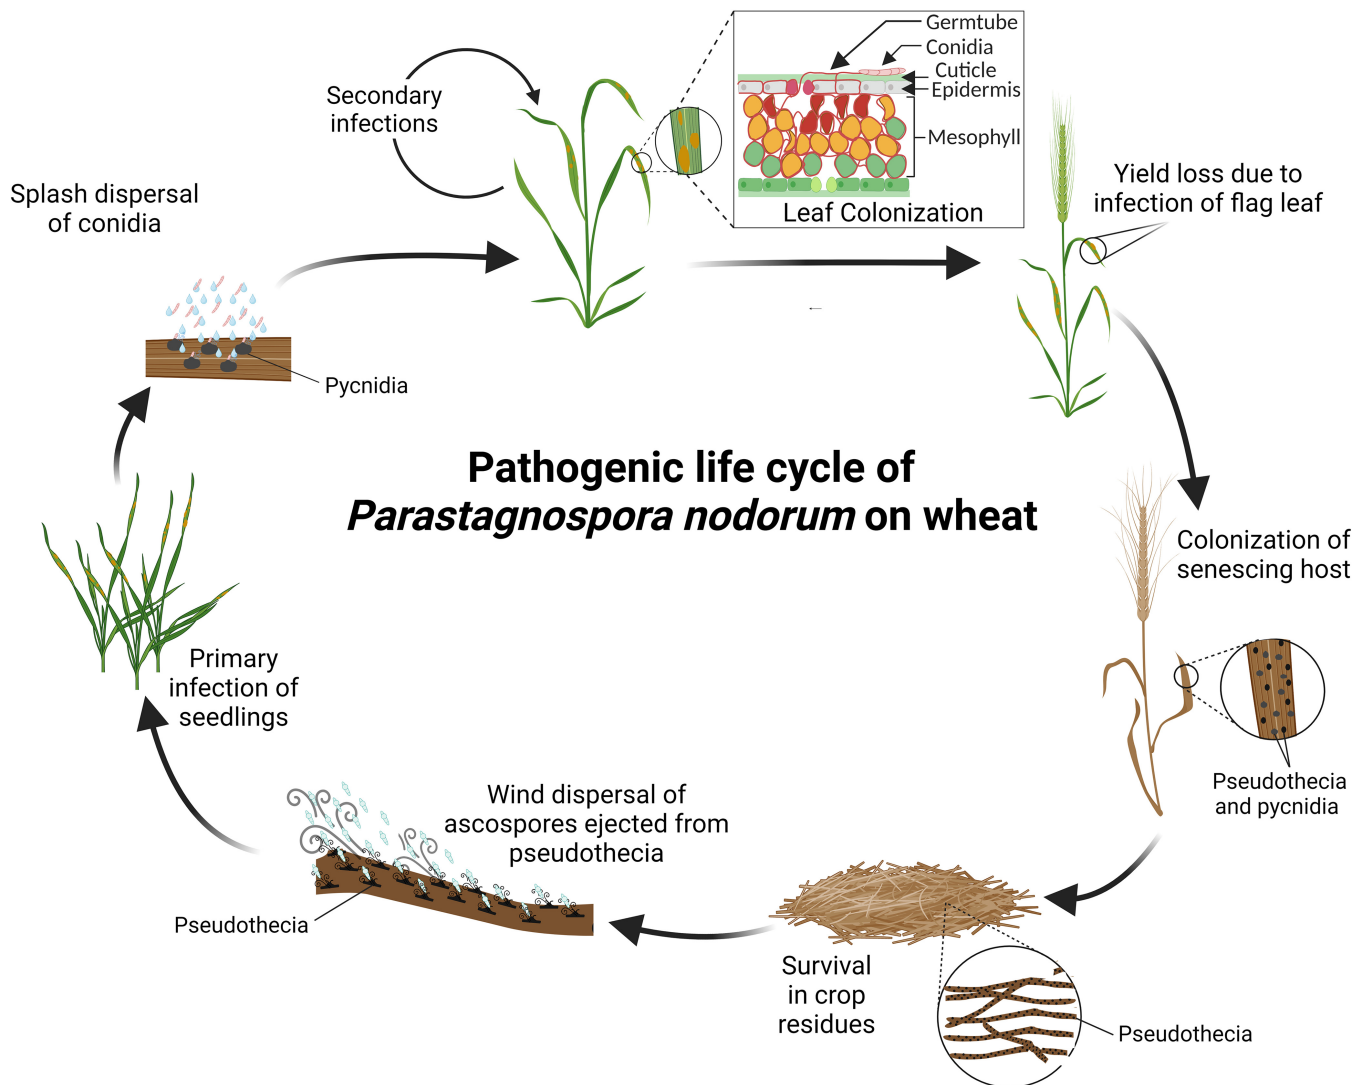 Germtube
Conidia
Cuticle
Epidermis
Mesophyll
Leaf Colonization
Secondary
infections
Splash dispersal
of conidia
Yield loss due to
infection of flag leaf
Pycnidia
Pathogenic life cycle of
Parastagnospora nodorum on wheat
Colonization of
senescing host
Primary
infection of
seedlings
Pseudothecia
and pycnidia
Wind dispersal of
ascospores ejected from
pseudothecia
Pseudothecia
Survival
in crop
residues
Pseudothecia